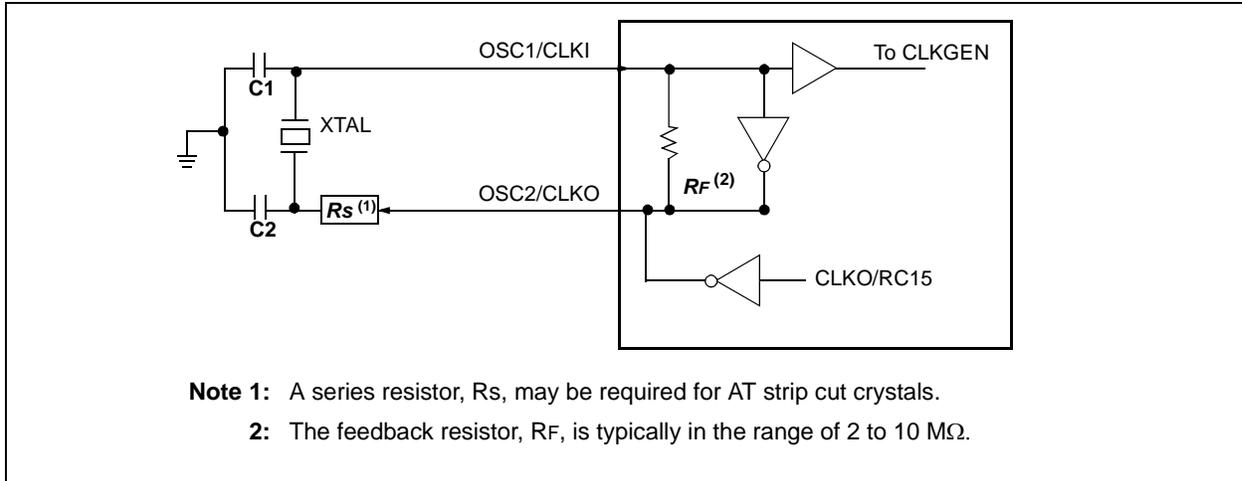 OSC1/CLKI
To CLKGEN
C1
XTAL
RF (2)
OSC2/CLKO
Rs (1)
C2
CLKO/RC15
Note 1: A series resistor, Rs, may be required for AT strip cut crystals.
2: The feedback resistor, RF, is typically in the range of 2 to 10 MΩ.